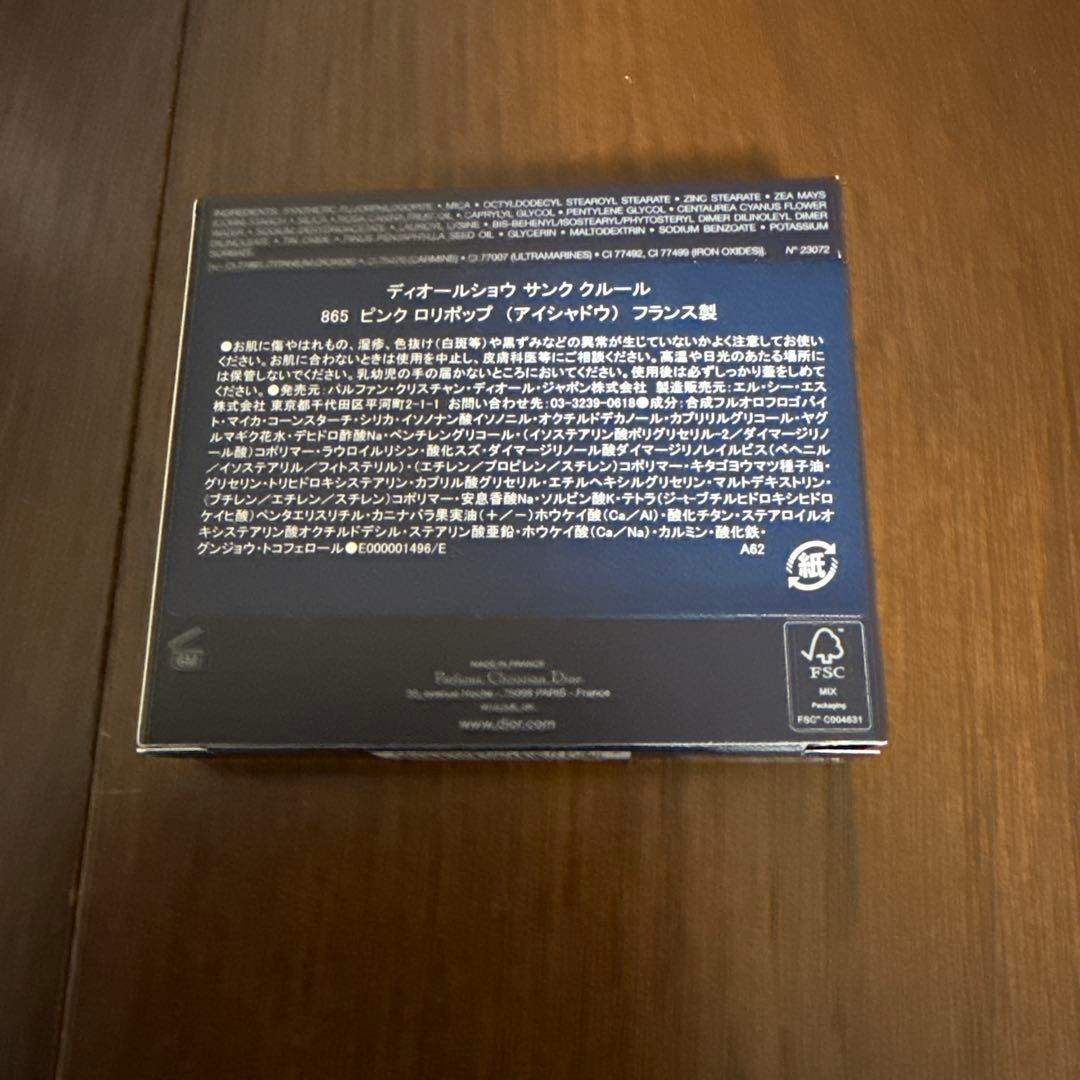 MICA • OCTYLDODECYL STEAROYL STEARATE • ZINC STEARATE • ZEA MAYS
ROSA CANINA FRUIT OIL • CAPRYLYL GLYCOL • PENTYLENE GLYCOL • CENTAUREA CYANUS FLOWER
LAUROYL LYSINE • BIS-BEHENYL/ISOSTEARYL/PHYTOSTERYL DIMER DILINOLEYL DIMER
SEED OIL • GLYCERIN • MALTODEXTRIN • SODIUM BENZOATE • POTASSIUM
(CARMINE) • CI 77007 (ULTRAMARINES) • CI 77492, CI 77499 (IRON OXIDES)]. N° 23072
ディオールショウ サンク クルール
865 ピンク ロリポップ (アイシャドウ) フランス製
●お肌に傷やはれもの、湿疹、色抜け(白斑等)や黒ずみなどの異常が生じていないかよく注意してお使い
ください。お肌に合わないときは使用を中止し、皮膚科医等にご相談ください。高温や日光のあたる場所に
は保管しないでください。乳幼児の手の届かないところにおいてください。使用後は必ずしっかり蓋をしめて
ください。●発売元:パルファン・クリスチャン・ディオール・ジャポン株式会社 製造販売元:エル・シー・エス
株式会社 東京都千代田区平河町2-1-1 お問い合わせ先:03-3239-0618●成分:合成フルオロフロゴパイ
ト・マイカ・コーンスターチ・シリカ・イソノナン酸イソノニル・オクチルドデカノール・カプリリルグリコール・ヤグ
ルマギク花水・デヒドロ酢酸Na・ペンチレングリコール・(イソステアリン酸ポリグリセリル-2/ダイマージリノ
ール酸)コポリマー・ラウロイルリシン・酸化スズ・ダイマージリノール酸ダイマージリノレイルビス(ベヘニル
/イソステアリル/フィトステリル)・(エチレン/プロピレン/スチレン)コポリマー・キタゴヨウマツ種子油・
グリセリン・トリヒドロキシステアリン・カプリル酸グリセリル・エチルヘキシルグリセリン・マルトデキストリン・
(ブチレン/エチレン/スチレン)コポリマー・安息香酸Na・ソルビン酸K・テトラ(ジ-t-ブチルヒドロキシヒドロ
ケイヒ酸)ペンタエリスリチル・カニナバラ果実油(+/-)ホウケイ酸(Ca/Al)・酸化チタン・ステアロイルオ
キシステアリン酸オクチルドデシル・ステアリン酸亜鉛・ホウケイ酸(Ca/Na)・カルミン・酸化鉄・
グンジョウ・トコフェロール●E000001496/E A62
紙
6M
MADE IN FRANCE
Parfums Christian Dior
- 75008 PARIS - France
www.dior.com
FSC
MIX
Packaging
FSC™ C004631